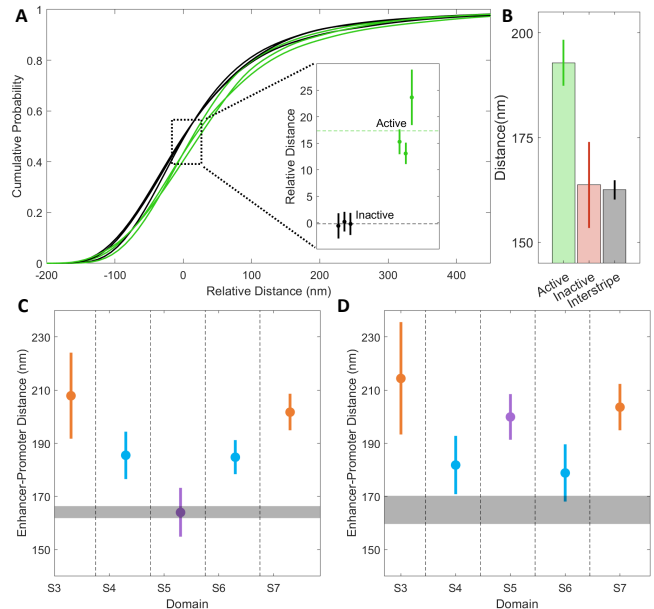 A
B
1
0.8
0.6
0.4
0.2
0
Cumulative Probability
-200
-100
0
100
200
300
400
Relative Distance (nm)
25
20
15
10
5
0
Relative Distance
Active
Inactive
200
175
150
Distance(nm)
Active
Inactive
Interstripe
C
D
230
210
190
170
150
Enhancer-Promoter Distance (nm)
S3
S4
S5
S6
S7
Domain
230
210
190
170
150
Enhancer-Promoter Distance (nm)
S3
S4
S5
S6
S7
Domain